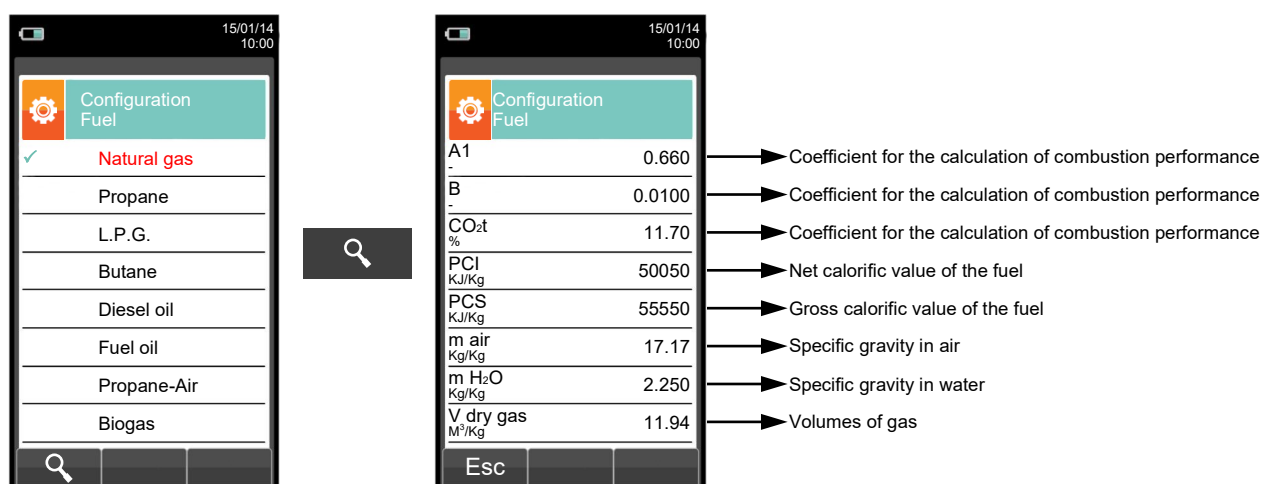 15/01/14
10:00
Configuration
Fuel
✓ Natural gas
Propane
L.P.G.
Butane
Diesel oil
Fuel oil
Propane-Air
Biogas
15/01/14
10:00
Configuration
Fuel
A1
-
0.660
Coefficient for the calculation of combustion performance
B
-
0.0100
Coefficient for the calculation of combustion performance
CO₂t
%
11.70
Coefficient for the calculation of combustion performance
PCI
KJ/Kg
50050
Net calorific value of the fuel
PCS
KJ/Kg
55550
Gross calorific value of the fuel
m air
Kg/Kg
17.17
Specific gravity in air
m H₂O
Kg/Kg
2.250
Specific gravity in water
V dry gas
M³/Kg
11.94
Volumes of gas
Esc